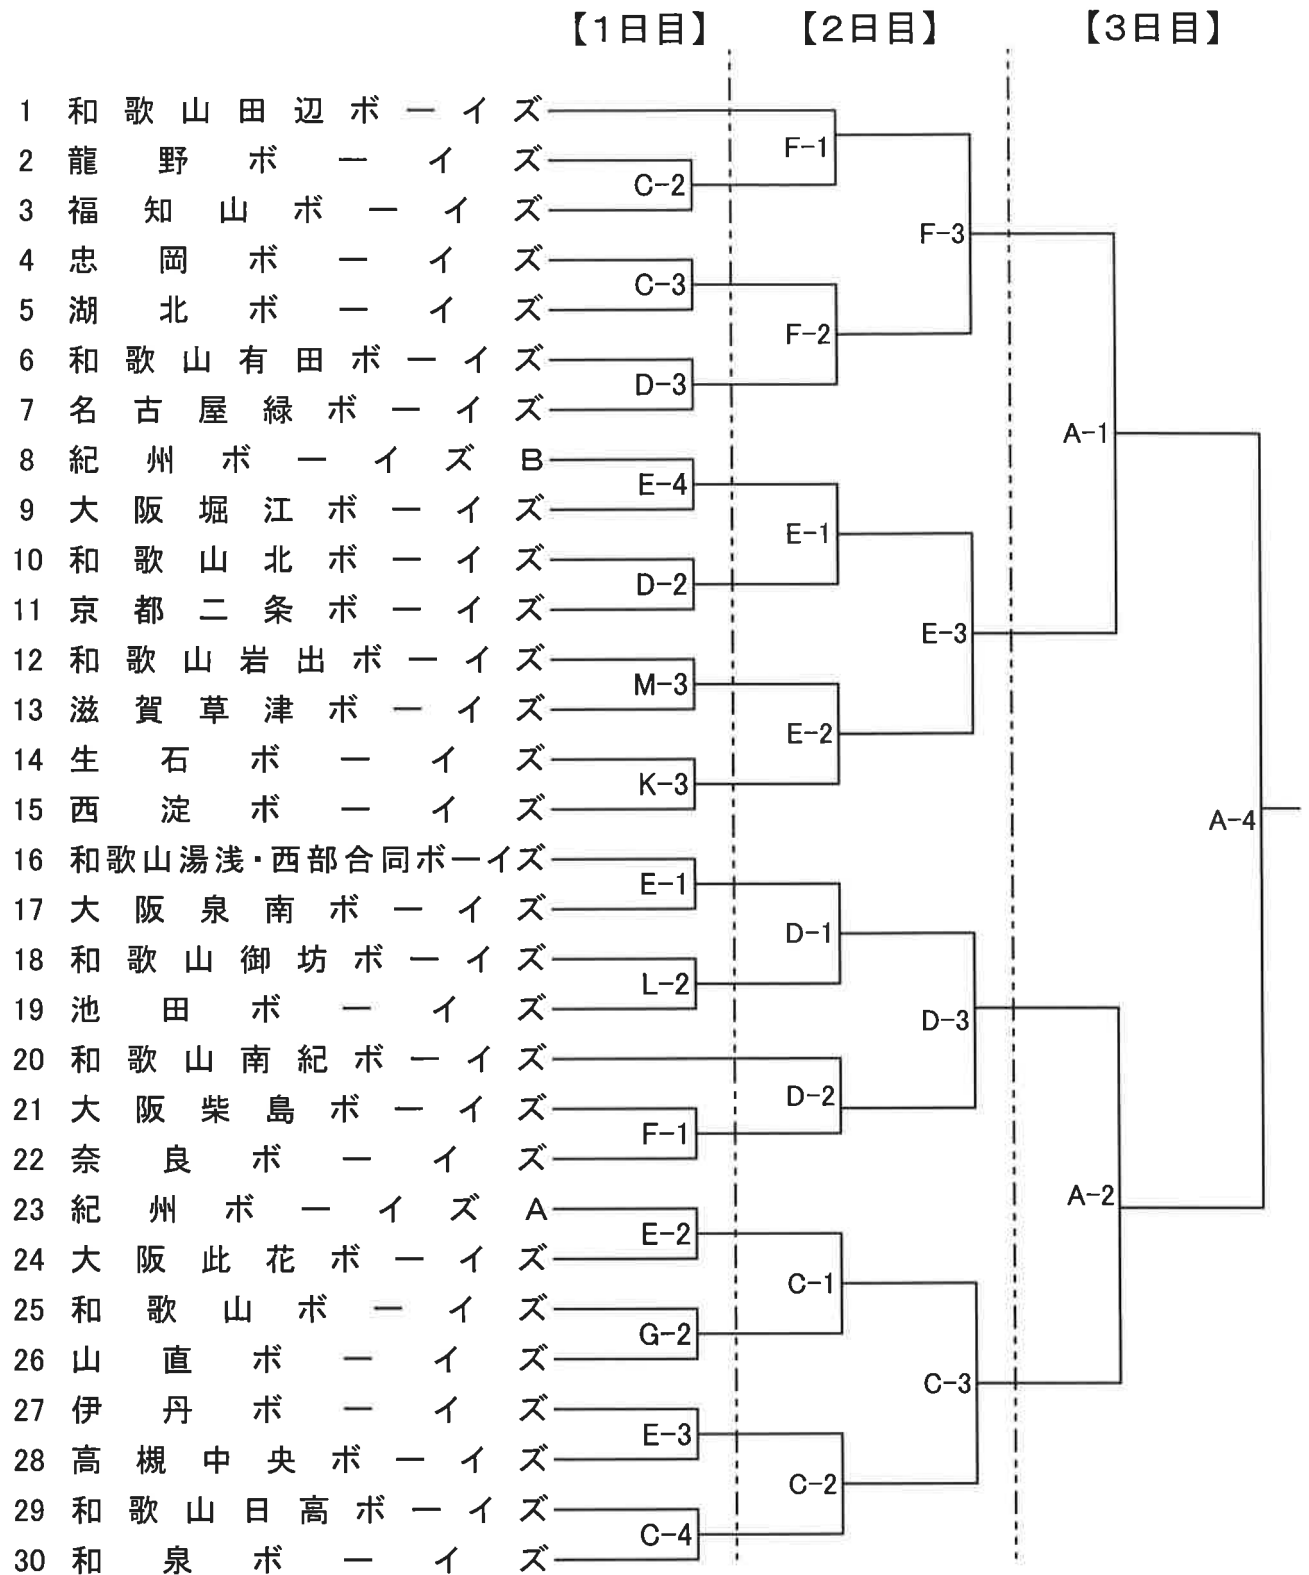 【1日目】 【2日目】 【3日目】
1 和歌山田辺ボーイズ
F-1
2 龍野ボーイズ
C-2
3 福知山ボーイズ
F-3
4 忠岡ボーイズ
C-3
5 湖北ボーイズ
F-2
6 和歌山有田ボーイズ
D-3
7 名古屋緑ボーイズ
A-1
8 紀州ボーイズB
E-4
9 大阪堀江ボーイズ
E-1
10 和歌山北ボーイズ
D-2
11 京都二条ボーイズ
E-3
12 和歌山岩出ボーイズ
M-3
13 滋賀草津ボーイズ
E-2
14 生石ボーイズ
K-3
15 西淀ボーイズ
A-4
16 和歌山湯浅・西部合同ボーイズ
E-1
17 大阪泉南ボーイズ
D-1
18 和歌山御坊ボーイズ
L-2
19 池田ボーイズ
D-3
20 和歌山南紀ボーイズ
D-2
21 大阪柴島ボーイズ
F-1
22 奈良ボーイズ
A-2
23 紀州ボーイズA
E-2
24 大阪此花ボーイズ
C-1
25 和歌山ボーイズ
G-2
26 山直ボーイズ
C-3
27 伊丹ボーイズ
E-3
28 高槻中央ボーイズ
C-2
29 和歌山日高ボーイズ
C-4
30 和泉ボーイズ